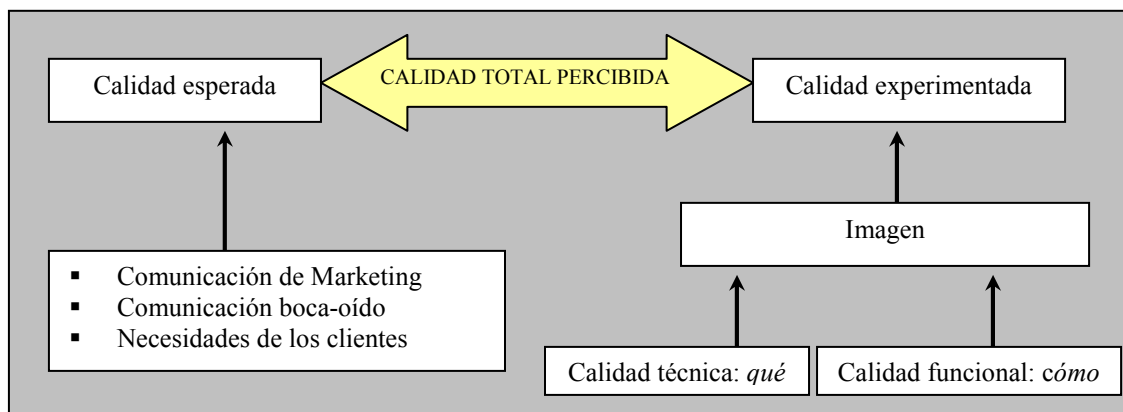 Calidad esperada
CALIDAD TOTAL PERCIBIDA
Calidad experimentada
Imagen
▪ Comunicación de Marketing
▪ Comunicación boca-oído
▪ Necesidades de los clientes
Calidad técnica: qué
Calidad funcional: cómo